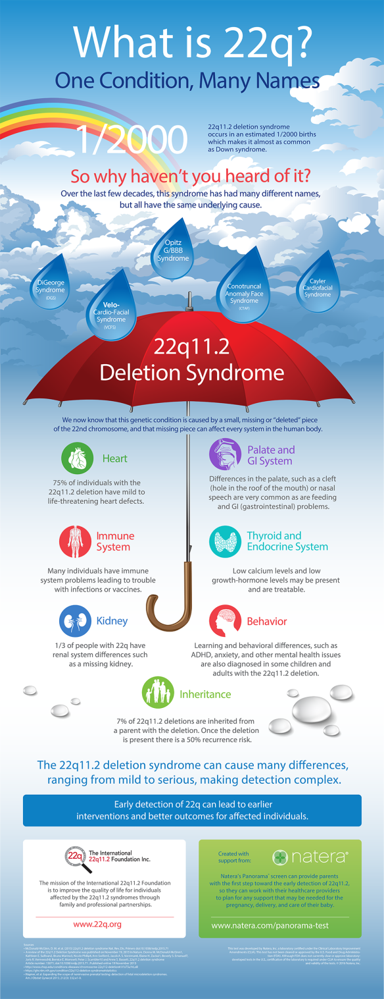 What is 22q?
One Condition, Many Names
1/2000
22q11.2 deletion syndrome
occurs in an estimated 1/2000 births
which makes it almost as common
as Down syndrome.
So why haven't you heard of it?
Over the last few decades, this syndrome has had many different names,
but all have the same underlying cause.
DiGeorge
Syndrome
(DGS)
Velo-
Cardio-Facial
Syndrome
(VCFS)
Opitz
G/BBB
Syndrome
Conotruncal
Anomaly Face
Syndrome
(CTAF)
Cayler
Cardiofacial
Syndrome
22q11.2
Deletion Syndrome
We now know that this genetic condition is caused by a small, missing or “deleted” piece
of the 22nd chromosome, and that missing piece can affect every system in the human body.
Heart
75% of individuals with the
22q11.2 deletion have mild to
life-threatening heart defects.
Palate and
GI System
Differences in the palate, such as a cleft
(hole in the roof of the mouth) or nasal
speech are very common as are feeding
and GI (gastrointestinal) problems.
Immune
System
Many individuals have immune
system problems leading to trouble
with infections or vaccines.
Thyroid and
Endocrine System
Low calcium levels and low
growth-hormone levels may be present
and are treatable.
Kidney
1/3 of people with 22q have
renal system differences such
as a missing kidney.
Behavior
Learning and behavioral differences, such as
ADHD, anxiety, and other mental health issues
are also diagnosed in some children and
adults with the 22q11.2 deletion.
Inheritance
7% of 22q11.2 deletions are inherited from
a parent with the deletion. Once the deletion
is present there is a 50% recurrence risk.
The 22q11.2 deletion syndrome can cause many differences,
ranging from mild to serious, making detection complex.
Early detection of 22q can lead to earlier
interventions and better outcomes for affected individuals.
22q
The International
22q11.2 Foundation Inc.
The mission of the International 22q11.2 Foundation
is to improve the quality of life for individuals
affected by the 22q11.2 syndromes through
family and professional partnerships.
www.22q.org
Created with
support from:
natera®
Natera's Panorama™ screen can provide parents
with the first step toward the early detection of 22q11.2,
so they can work with their healthcare providers
to plan for any support that may be needed for the
pregnancy, delivery, and care of their baby.
www.natera.com/panorama-test
Sources